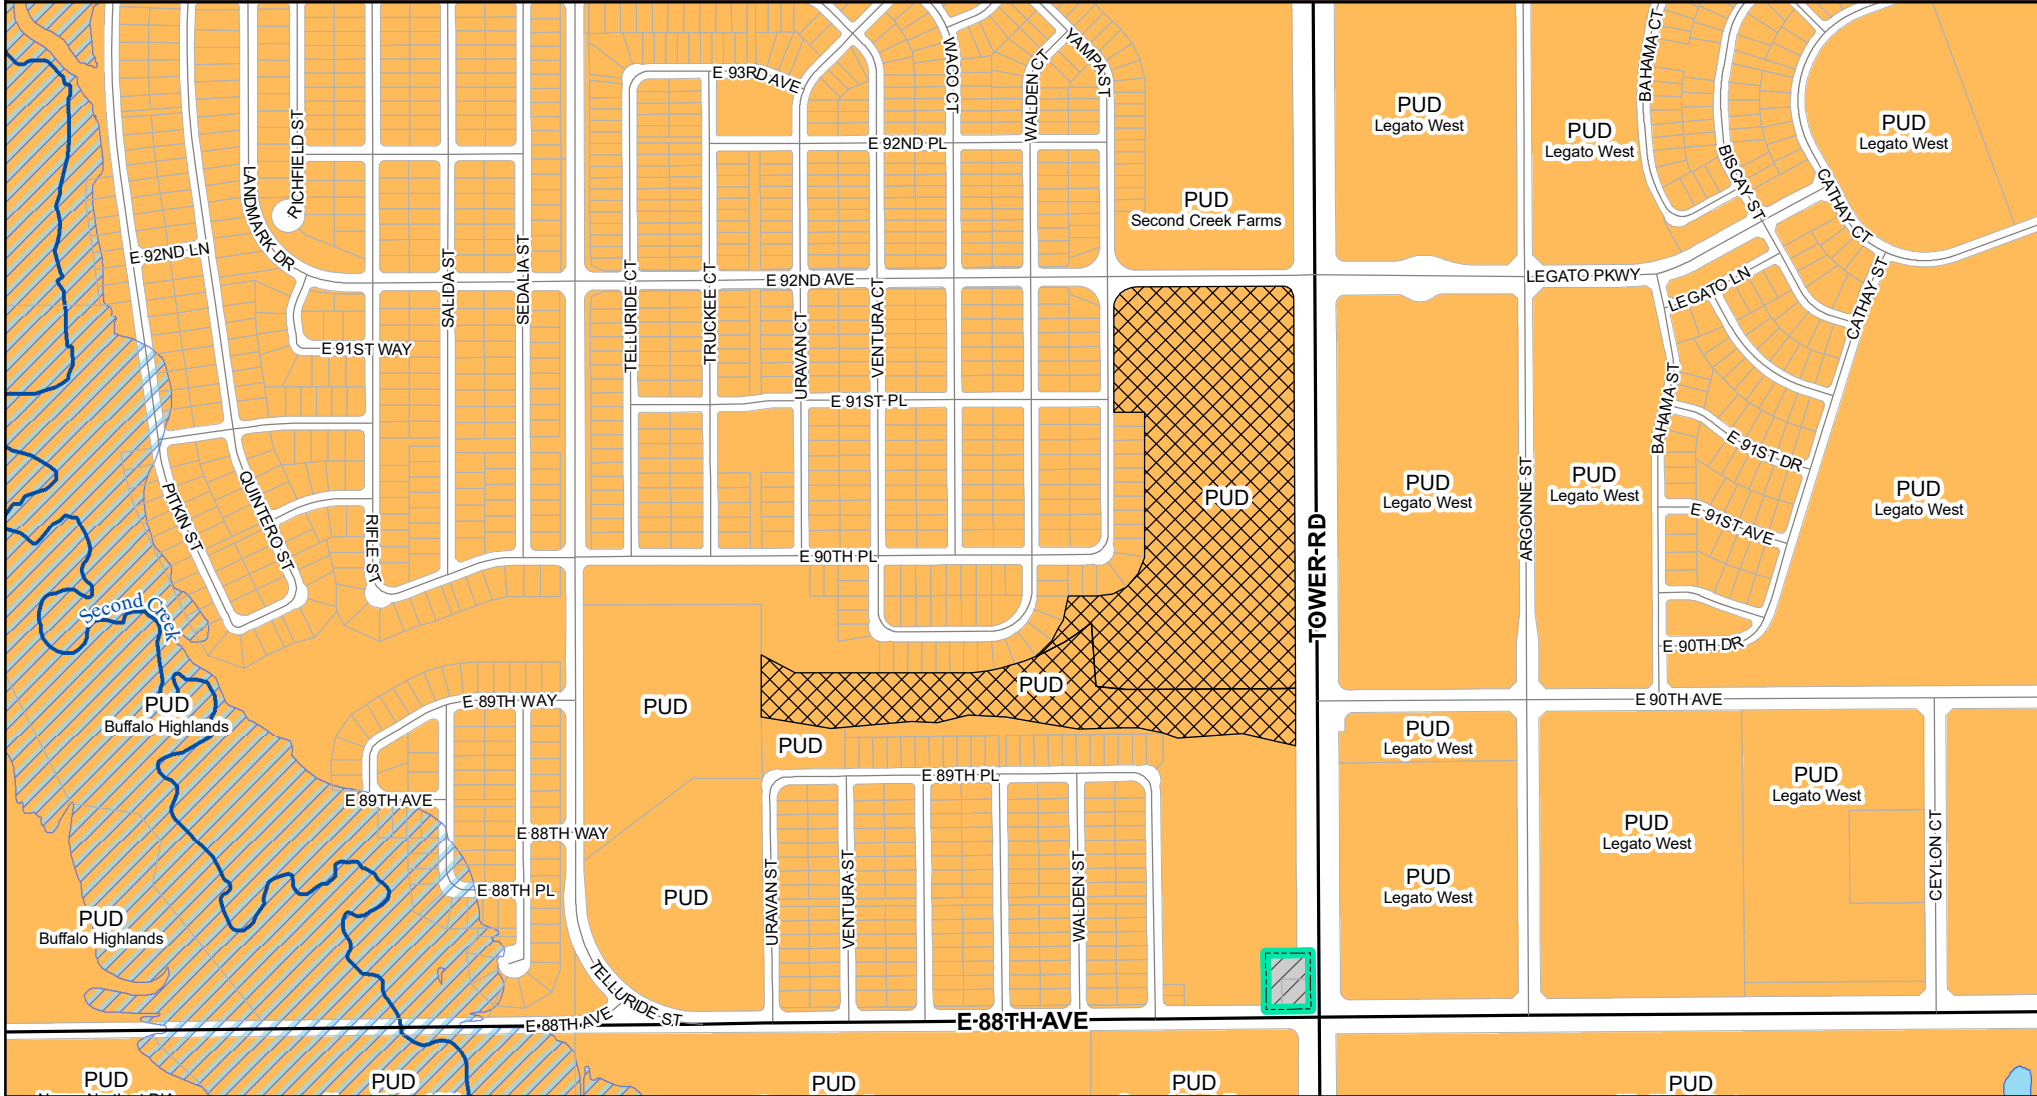 WACO CT
WALDEN CT
YAMPA ST
BAHAMA CT
E 93RD AVE
RICHFIELD ST
PUD
Legato West
PUD
Legato West
PUD
Legato West
E 92ND PL
LANDMARK DR
BISCAY ST
CATHAY CT
PUD
Second Creek Farms
E 92ND LN
SALIDA ST
SEDALIA ST
TELLURIDE CT
TRUCKEE CT
E 92ND AVE
URAVAN CT
VENTURA CT
LEGATO PKWY
LEGATO LN
CATHAY ST
E 91ST WAY
E 91ST PL
BAHAMA ST
E 91ST DR
PITKIN ST
QUINTERO ST
RIFLE ST
PUD
TOWER RD
PUD
Legato West
ARGONNE ST
PUD
Legato West
PUD
Legato West
E 91ST AVE
E 90TH PL
Second Creek
E 90TH DR
PUD
Buffalo Highlands
E 89TH WAY
PUD
PUD
E 90TH AVE
PUD
PUD
Legato West
E 89TH PL
PUD
Legato West
E 89TH AVE
E 88TH WAY
PUD
Legato West
CEYLON CT
E 88TH PL
URAVAN ST
VENTURA ST
WALDEN ST
PUD
PUD
Legato West
PUD
Buffalo Highlands
TELLURIDE ST
E 88TH AVE
E 88TH AVE
PUD
PUD
PUD
PUD
PUD